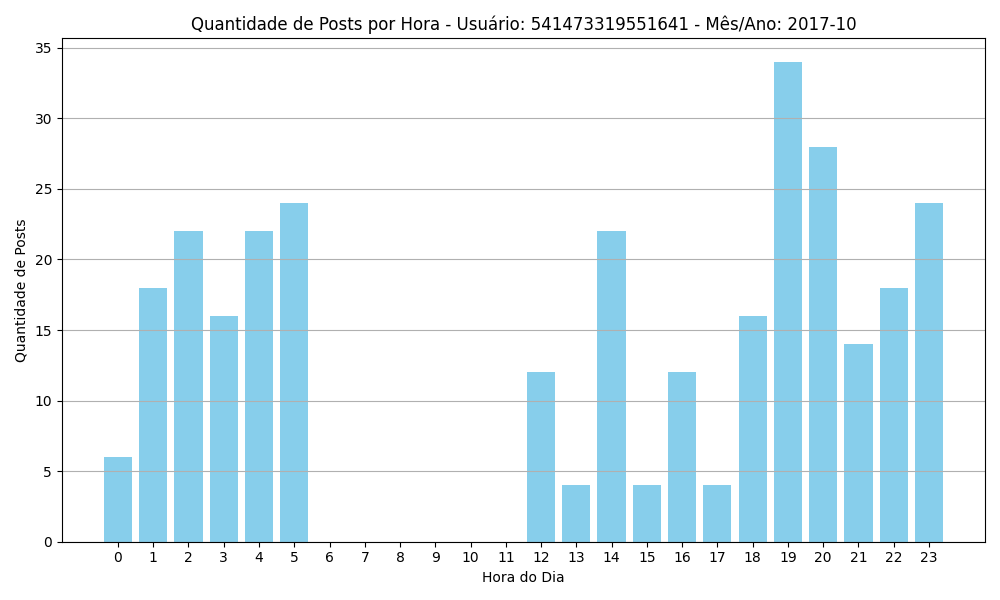 Quantidade de Posts por Hora - Usuário: 541473319551641 - Mês/Ano: 2017-10
Quantidade de Posts
35
30
25
20
15
10
5
0
0 1 2 3 4 5 6 7 8 9 10 11 12 13 14 15 16 17 18 19 20 21 22 23
Hora do Dia